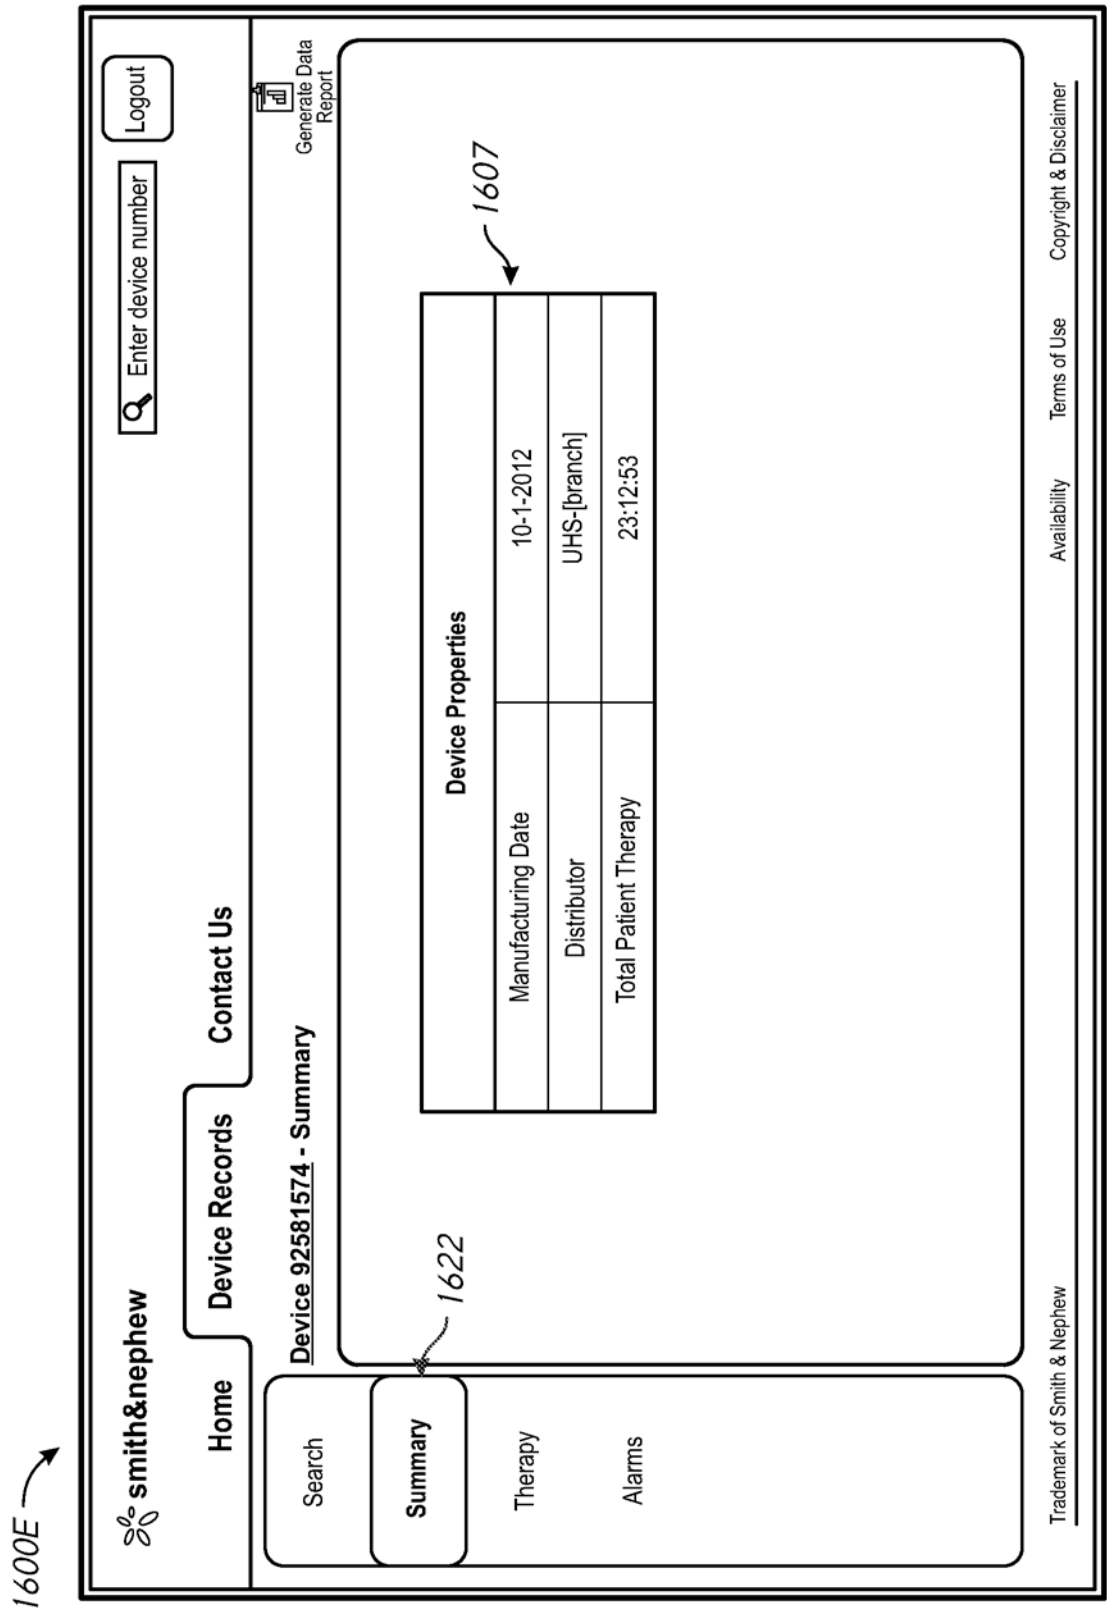 1600E
smith&nephew
Enter device number
Logout
Home
Device Records
Contact Us
Device 92581574 - Summary
Generate Data
Report
Search
Summary
Therapy
Alarms
1622
1607
Device Properties
Manufacturing Date 10-1-2012
Distributor UHS-[branch]
Total Patient Therapy 23:12:53
Trademark of Smith & Nephew
Availability
Terms of Use
Copyright & Disclaimer